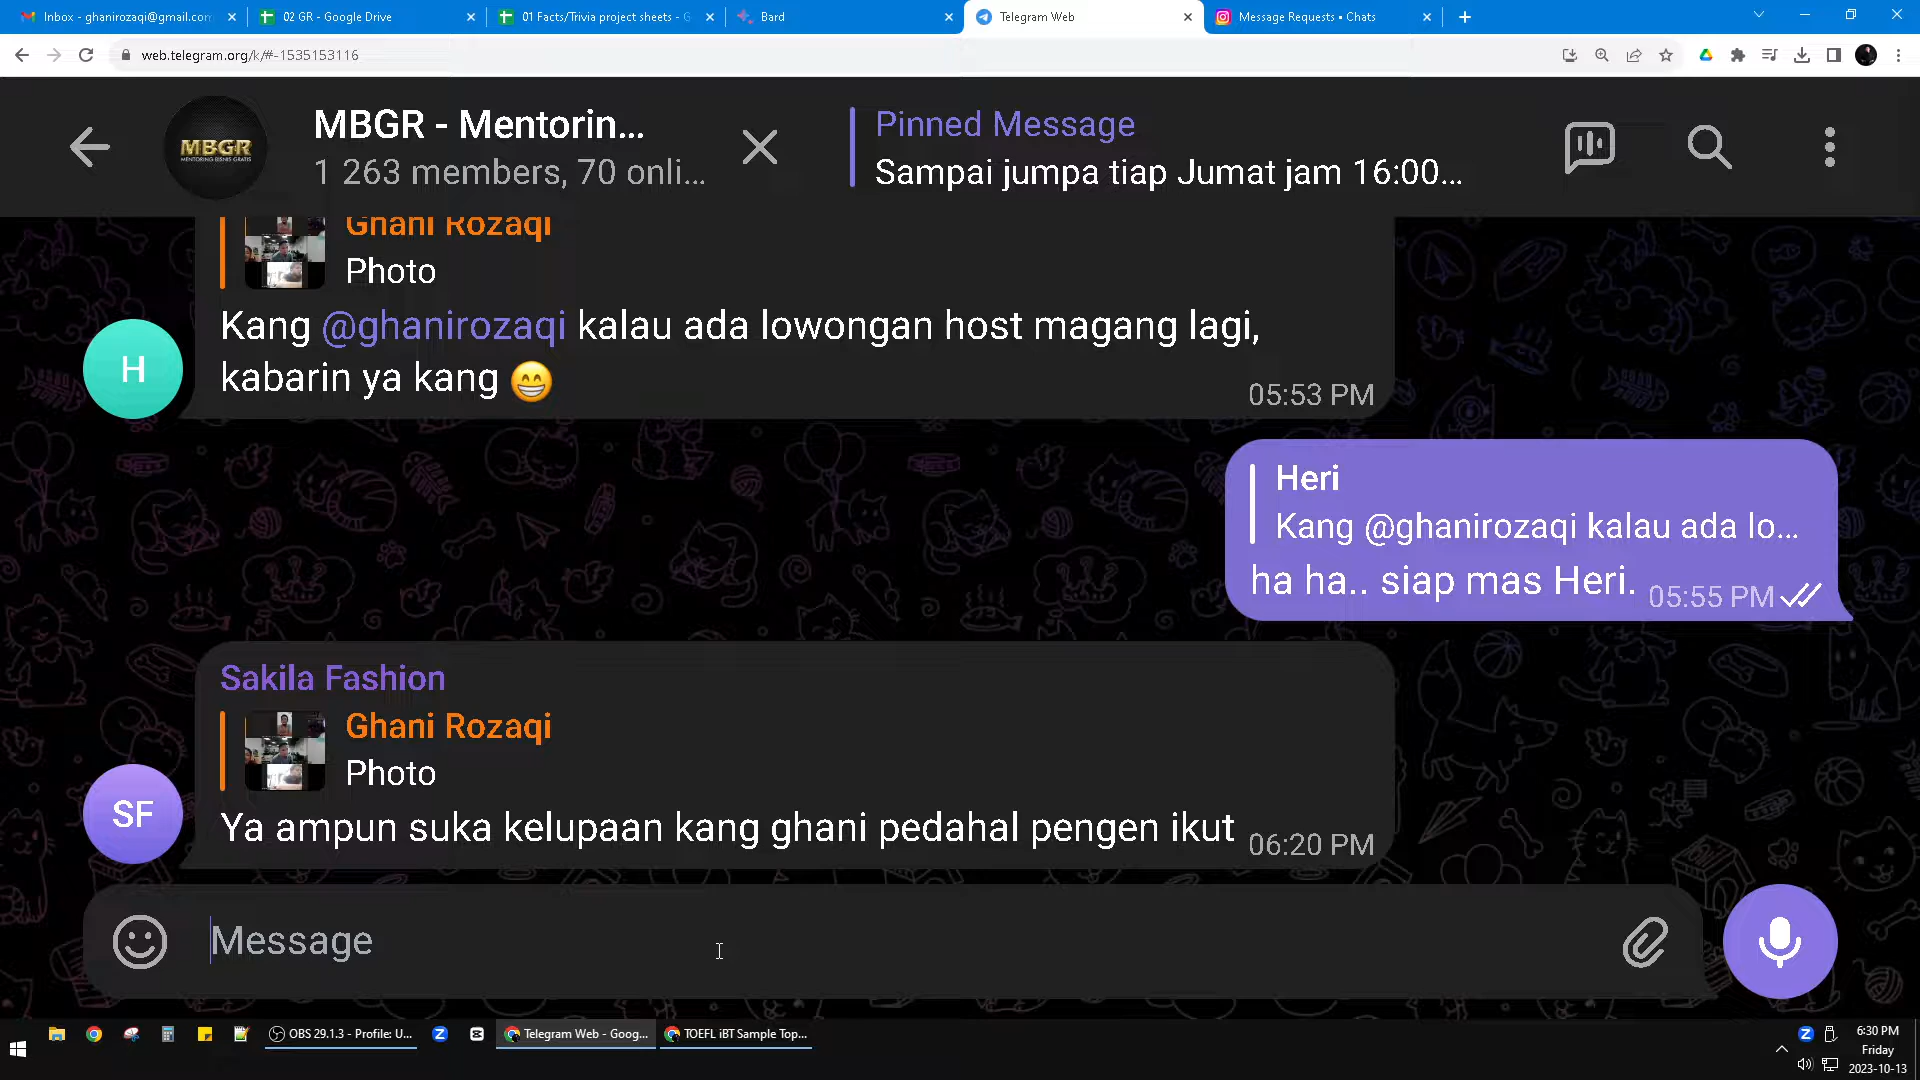 Inbox - ghanirozaqi@gmail.com
02 GR - Google Drive
01 Facts/Trivia project sheets - G
Bard
Telegram Web
Message Requests • Chats
web.telegram.org/k/#-1535153116
MBGR
MENTORING BISNIS GRATIS
MBGR - Mentorin...
1 263 members, 70 onli...
Pinned Message
Sampai jumpa tiap Jumat jam 16:00...
Ghani Rozaqi
Photo
Kang @ghanirozaqi kalau ada lowongan host magang lagi,
kabarin ya kang
05:53 PM
H
Heri
Kang @ghanirozaqi kalau ada lo...
ha ha.. siap mas Heri.
05:55 PM
Sakila Fashion
Ghani Rozaqi
Photo
Ya ampun suka kelupaan kang ghani pedahal pengen ikut
06:20 PM
SF
Message
OBS 29.1.3 - Profile: U...
Telegram Web - Goog...
TOEFL iBT Sample Top...
6:30 PM
Friday
2023-10-13